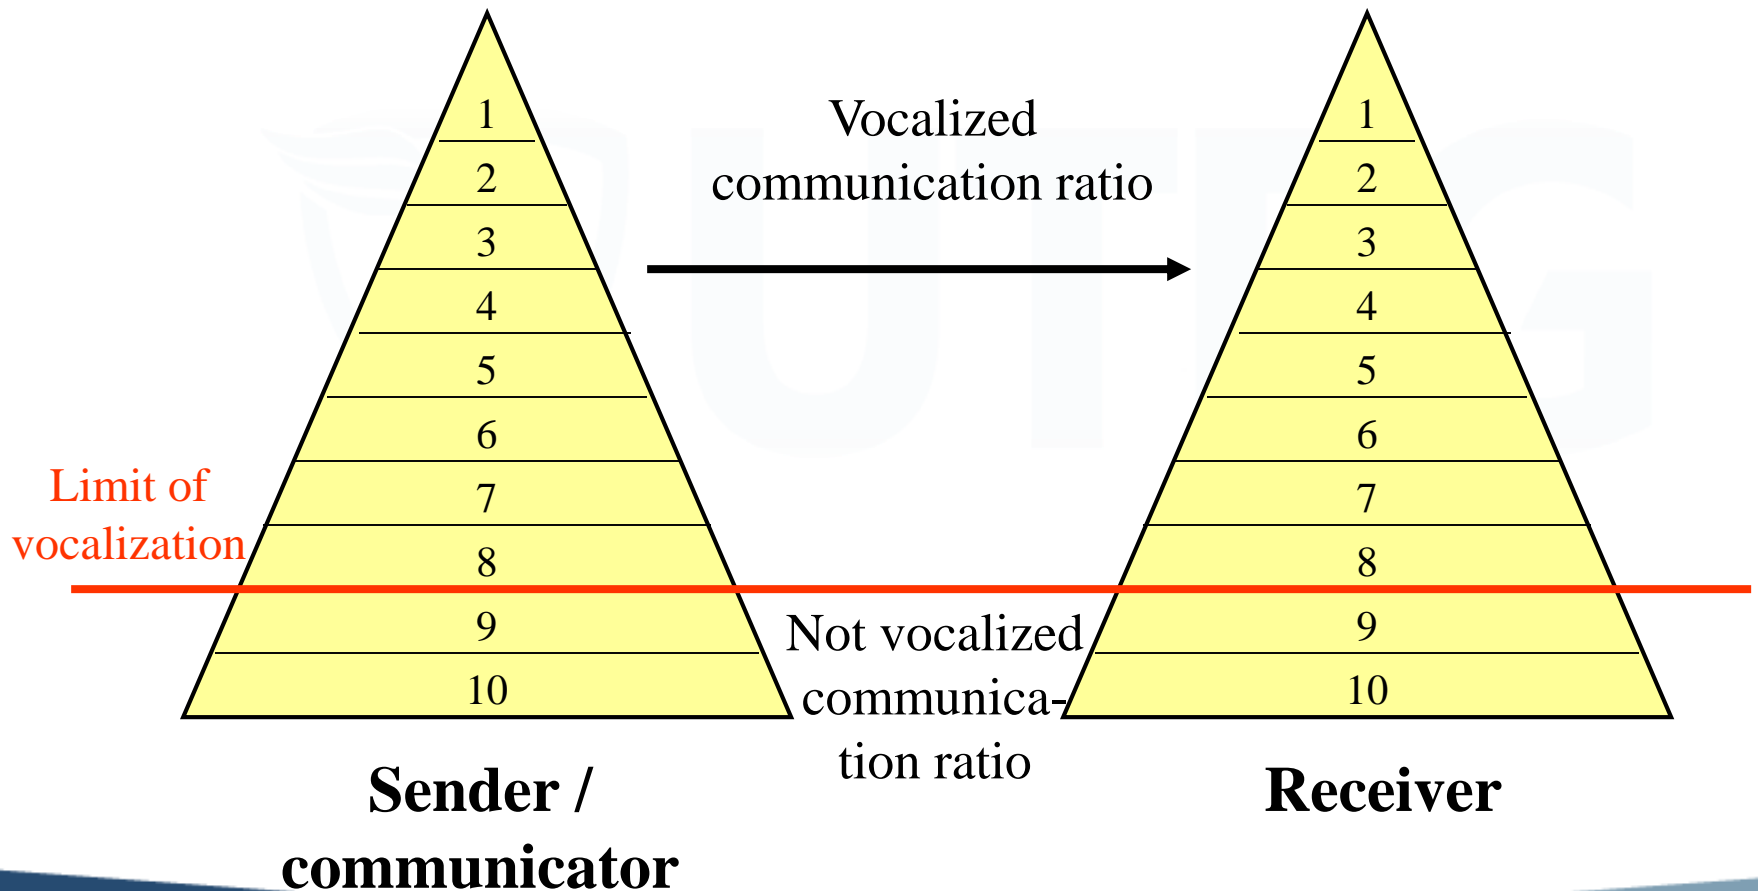 1
2
3
4
5
6
7
8
9
10
Vocalized
communication ratio
1
2
3
4
5
6
7
8
9
10
Limit of
vocalization
Not vocalized
communica-
tion ratio
Sender /
communicator
Receiver
UTEG